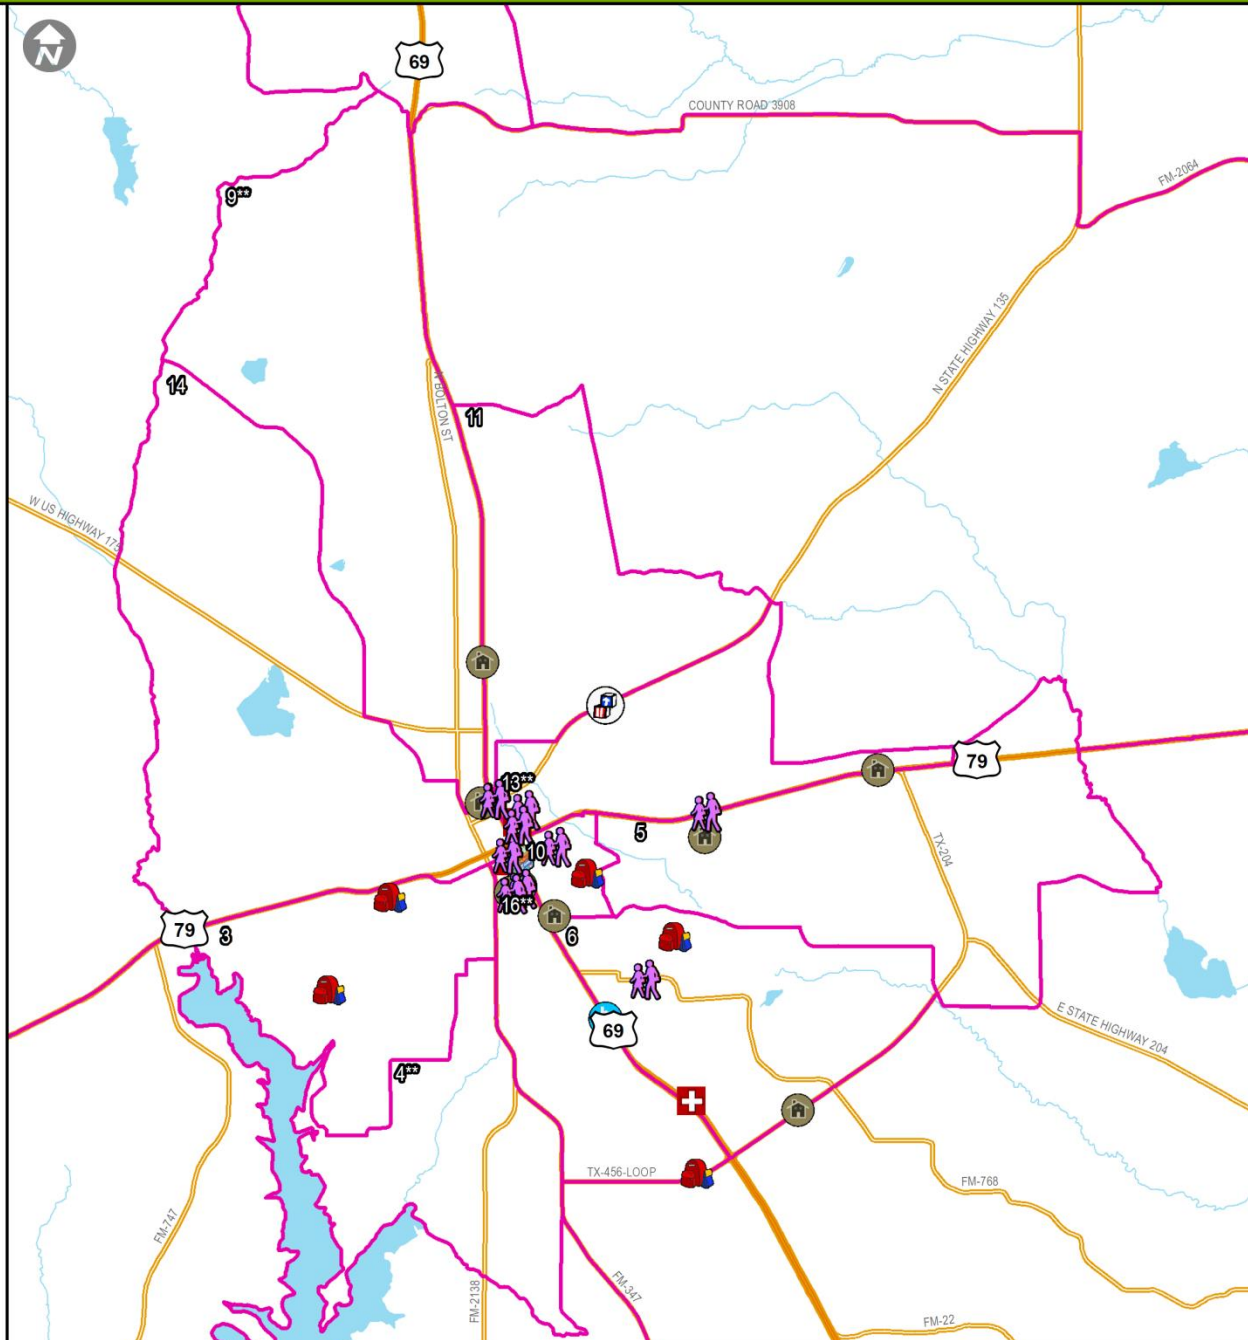 N
69
COUNTY ROAD 3908
FM-2064
9**
N STATE HIGHWAY 135
14
11
N BOLTON ST
W US HIGHWAY 175
79
13**
5
TX-204
10
16**
79
3
6
69
E STATE HIGHWAY 204
4**
TX-456-LOOP
FM-768
FM-747
FM-2138
FM-347
FM-22